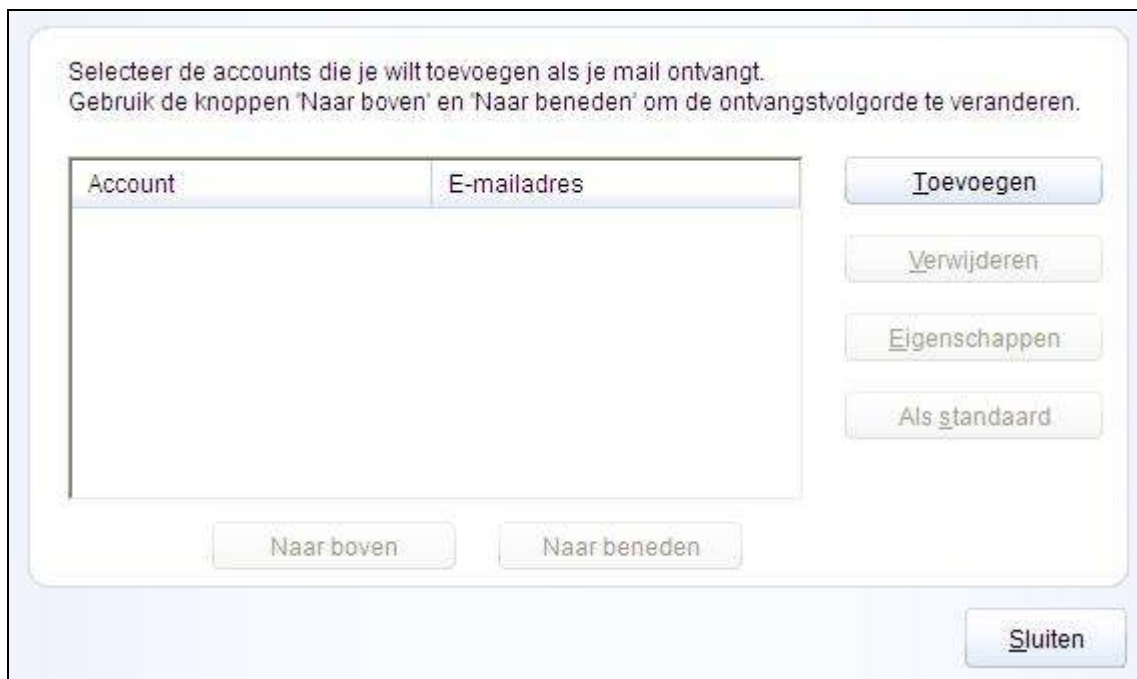 Selecteer de accounts die je wilt toevoegen als je mail ontvangt.
Gebruik de knoppen 'Naar boven' en 'Naar beneden' om de ontvangstvolgorde te veranderen.
Account E-mailadres
Toevoegen
Verwijderen
Eigenschappen
Als standaard
Naar boven Naar beneden
Sluiten